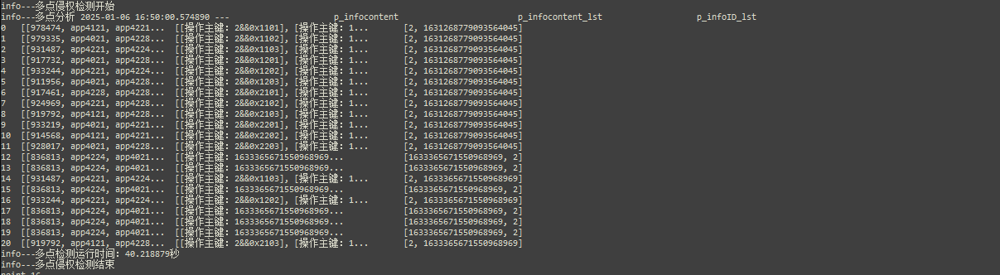 info---多点侵权检测开始
info---多点分析 2025-01-06 16:50:00.574890 --- p_infocontent p_infocontent_lst p_infoID_lst
0 [[978474, app4121, app4221... [[操作主键: 2&&0x1101], [操作主键: 1... [2, 1631268779093564045]
1 [[979335, app4021, app4228... [[操作主键: 2&&0x1102], [操作主键: 1... [2, 1631268779093564045]
2 [[931487, app4221, app4224... [[操作主键: 2&&0x1103], [操作主键: 1... [2, 1631268779093564045]
3 [[917732, app4021, app4228... [[操作主键: 2&&0x1201], [操作主键: 1... [2, 1631268779093564045]
4 [[933244, app4221, app4224... [[操作主键: 2&&0x1202], [操作主键: 1... [2, 1631268779093564045]
5 [[911956, app4021, app4228... [[操作主键: 2&&0x1203], [操作主键: 1... [2, 1631268779093564045]
6 [[917461, app4228, app4221... [[操作主键: 2&&0x2101], [操作主键: 1... [2, 1631268779093564045]
7 [[924969, app4221, app4228... [[操作主键: 2&&0x2102], [操作主键: 1... [2, 1631268779093564045]
8 [[919792, app4121, app4228... [[操作主键: 2&&0x2103], [操作主键: 1... [2, 1631268779093564045]
9 [[933219, app4021, app4221... [[操作主键: 2&&0x2201], [操作主键: 1... [2, 1631268779093564045]
10 [[914568, app4121, app4221... [[操作主键: 2&&0x2202], [操作主键: 1... [2, 1631268779093564045]
11 [[928017, app4021, app4221... [[操作主键: 2&&0x2203], [操作主键: 1... [2, 1631268779093564045]
12 [[836813, app4224, app4021... [[操作主键: 1633365671550968969... [1633365671550968969, 2]
13 [[836813, app4224, app4021... [[操作主键: 1633365671550968969... [1633365671550968969, 2]
14 [[931487, app4221, app4224... [[操作主键: 2&&0x1103], [操作主键: 1... [2, 1633365671550968969]
15 [[836813, app4224, app4021... [[操作主键: 1633365671550968969... [1633365671550968969, 2]
16 [[933244, app4221, app4224... [[操作主键: 2&&0x1202], [操作主键: 1... [2, 1633365671550968969]
17 [[836813, app4224, app4021... [[操作主键: 1633365671550968969... [1633365671550968969, 2]
18 [[836813, app4224, app4021... [[操作主键: 1633365671550968969... [1633365671550968969, 2]
19 [[836813, app4224, app4021... [[操作主键: 1633365671550968969... [1633365671550968969, 2]
20 [[919792, app4121, app4228... [[操作主键: 2&&0x2103], [操作主键: 1... [2, 1633365671550968969]
info---多点检测运行时间: 40.218879秒
info---多点侵权检测结束